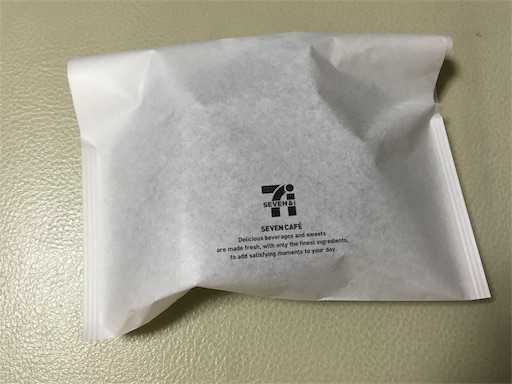 7i
SEVEN&i
SEVEN CAFÉ
Delicious beverages and sweets
are made fresh, with only the finest ingredients,
to add satisfying moments to your day.